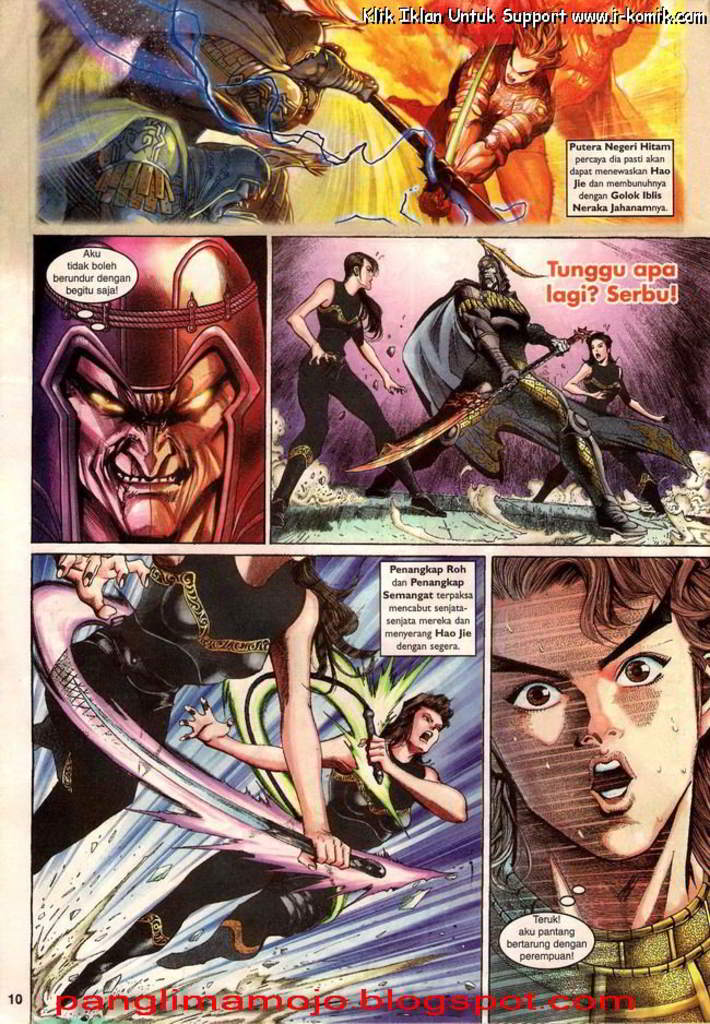 Klik Iklan Untuk Support www.i-komik.com
Putera Negeri Hitam
percaya dia pasti akan
dapat menewaskan Hao
Jie dan membunuhnya
dengan Golok Iblis
Neraka Jahanamnya.
Aku
tidak boleh
berundur dengan
begitu saja!
Tunggu apa
lagi? Serbu!
Penangkap Roh
dan Penangkap
Semangat terpaksa
mencabut senjata-
senjata mereka dan
menyerang Hao Jie
dengan segera.
Teruk!
aku pantang
bertarung dengan
perempuan!
10
panglimamojo.blogspot.com